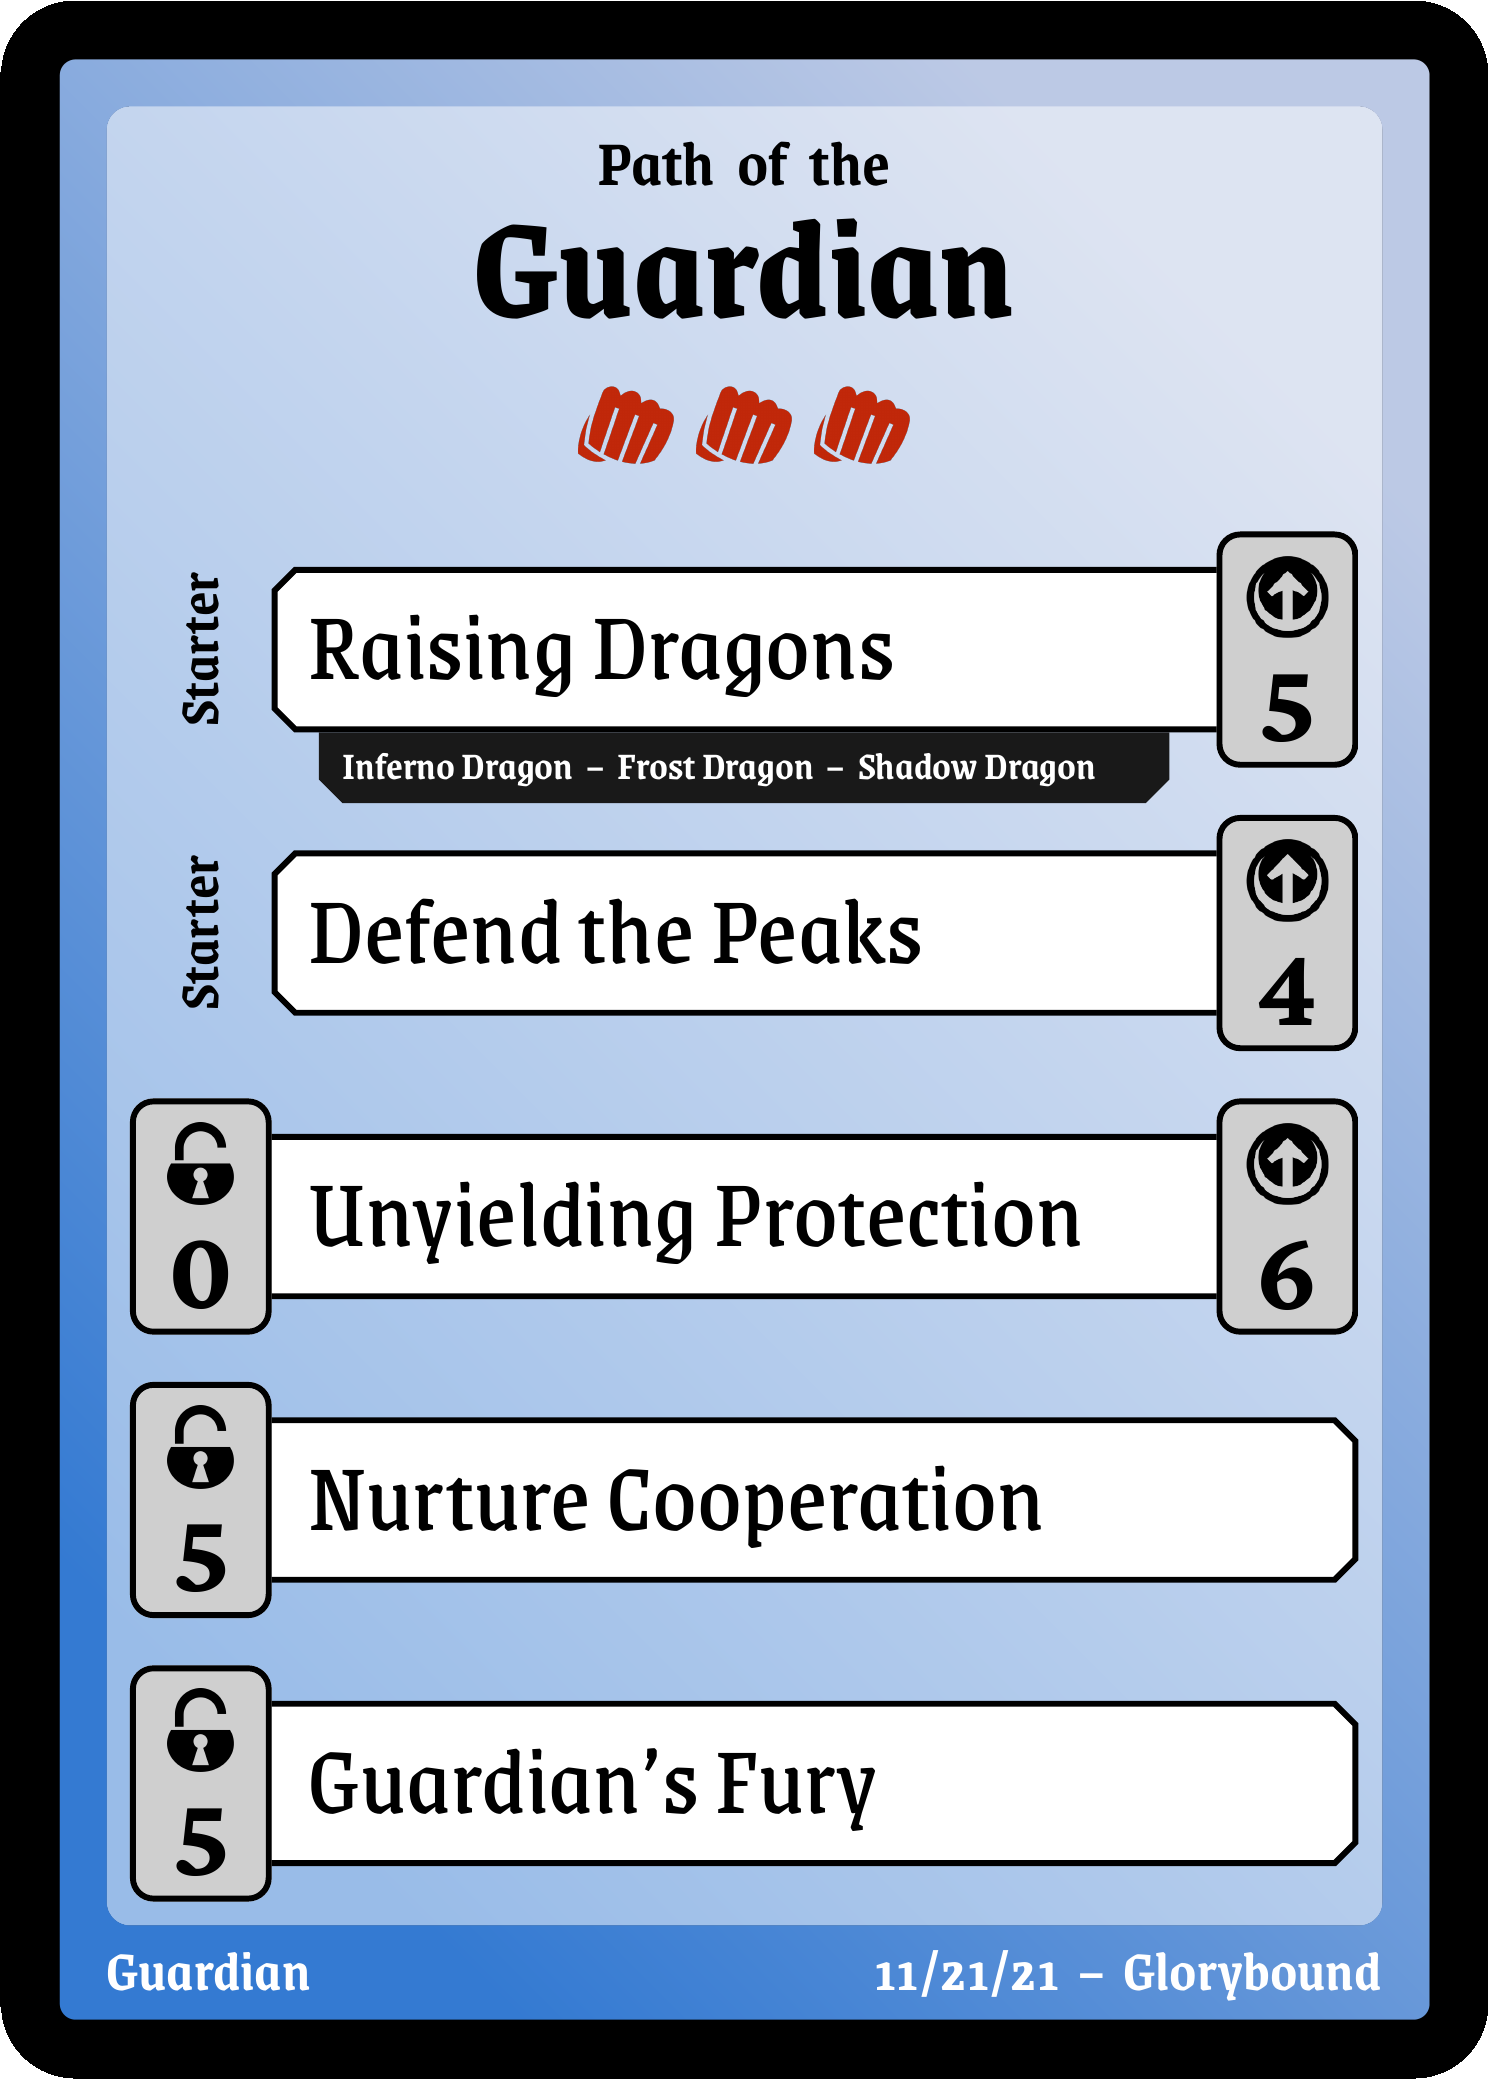 Path of the
Guardian
Starter
Raising Dragons
5
Inferno Dragon – Frost Dragon – Shadow Dragon
Starter
Defend the Peaks
4
0
Unyielding Protection
6
5
Nurture Cooperation
5
Guardian’s Fury
Guardian
11/21/21 – Glorybound